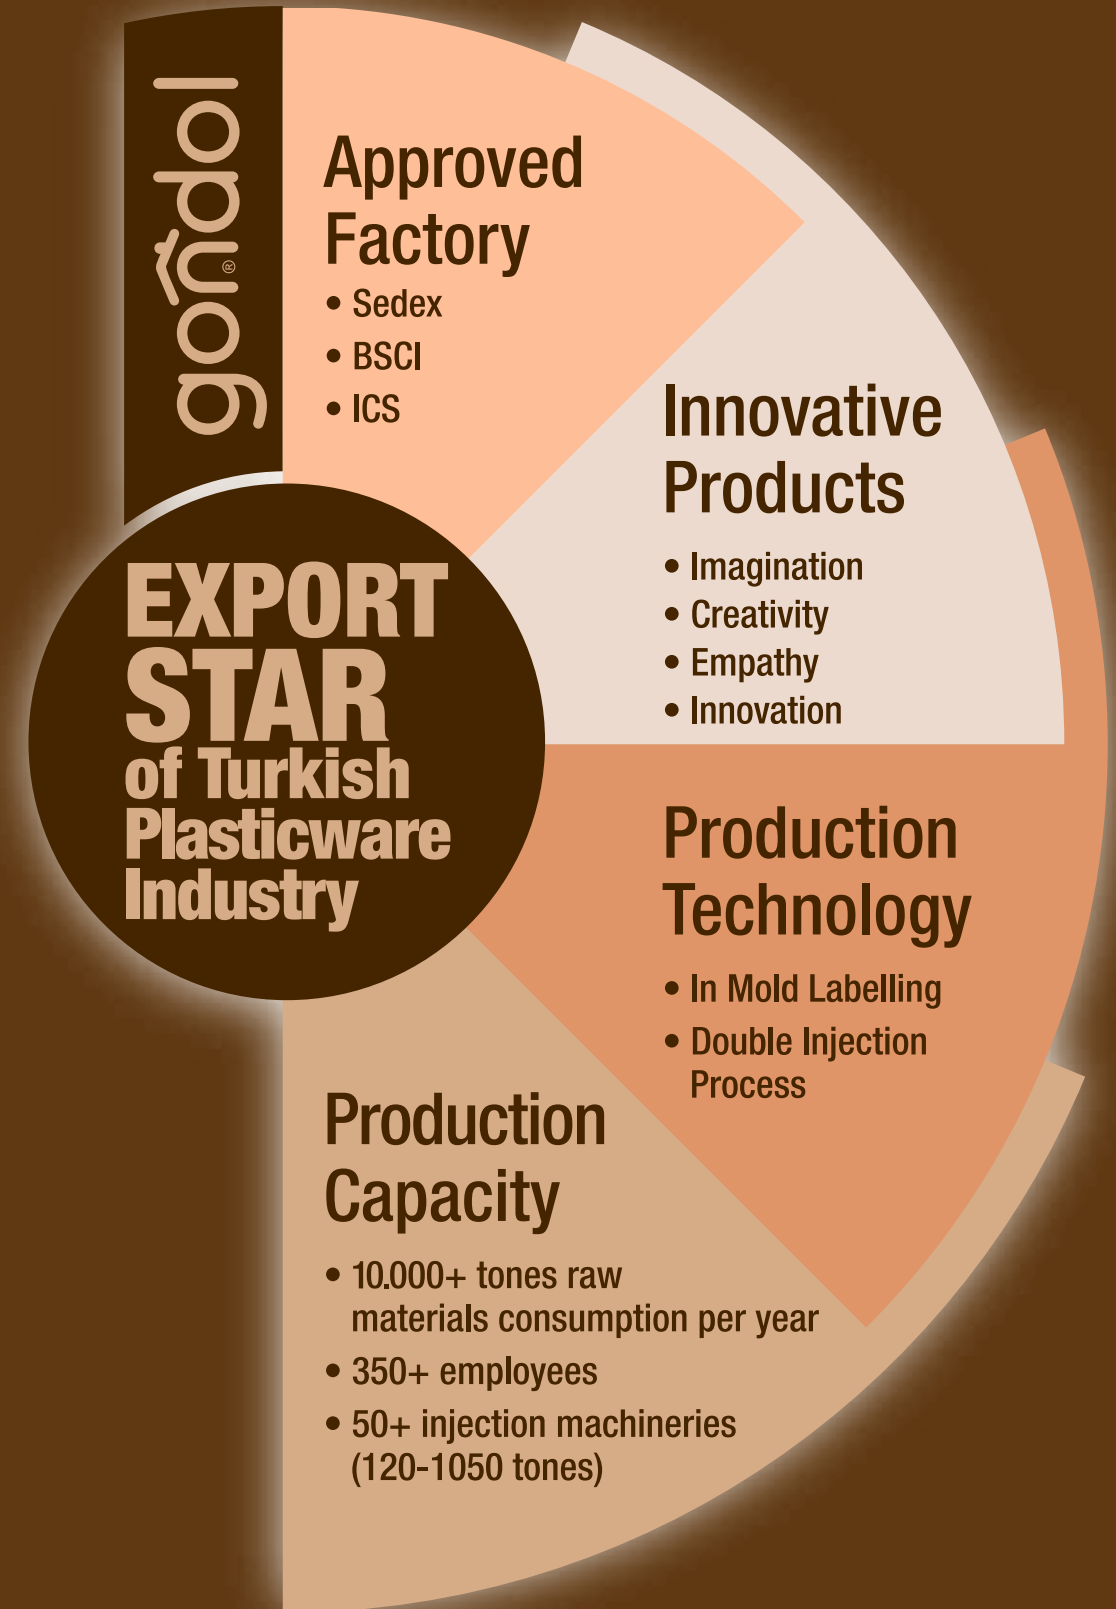 gondol®
EXPORT
STAR
of Turkish
Plasticware
Industry
Approved
Factory
• Sedex
• BSCI
• ICS
Innovative
Products
• Imagination
• Creativity
• Empathy
• Innovation
Production
Technology
• In Mold Labelling
• Double Injection
Process
Production
Capacity
• 10.000+ tones raw
materials consumption per year
• 350+ employees
• 50+ injection machineries
(120-1050 tones)